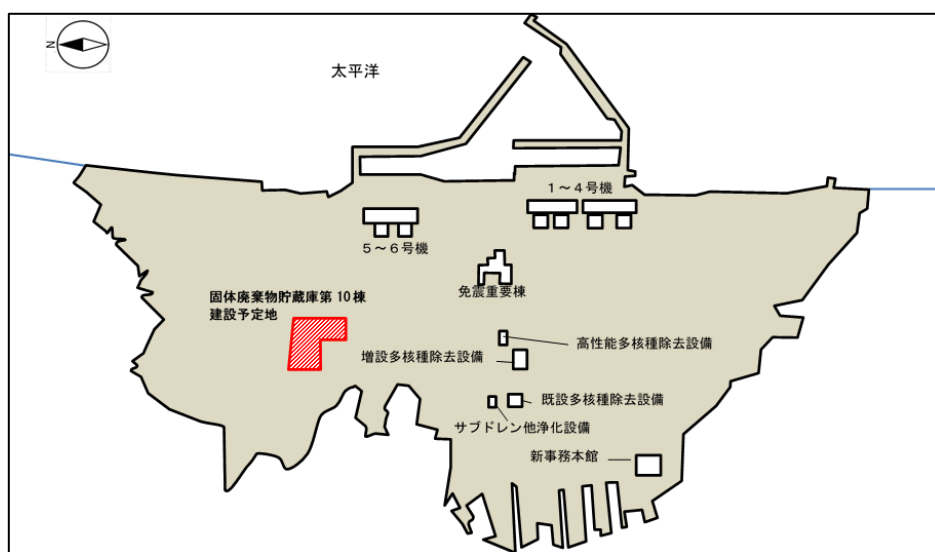 N
太平洋
1~4号機
5~6号機
免震重要棟
固体廃棄物貯蔵庫第10棟
建設予定地
高性能多核種除去設備
増設多核種除去設備
既設多核種除去設備
サブドレン他浄化設備
新事務本館